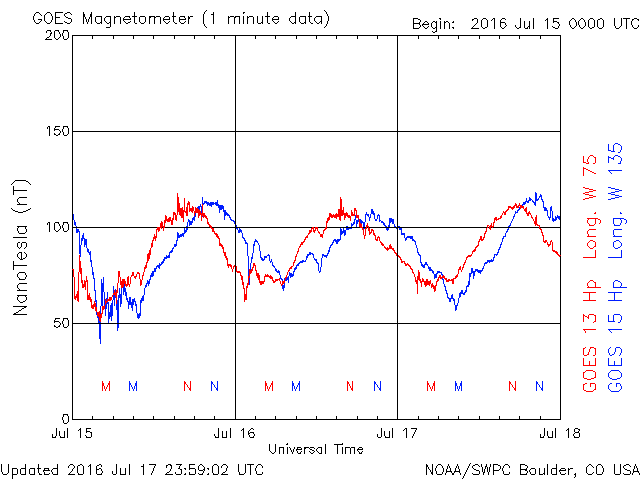 GOES Magnetometer (1 minute data)
Begin: 2016 Jul 15 0000 UTC
200
150
100
50
0
NanoTesla (nT)
M M N N M M N N M M N N
Jul 15 Jul 16 Jul 17 Jul 18
Universal Time
GOES 13 Hp Long. W 75
GOES 15 Hp Long. W 135
Updated 2016 Jul 17 23:59:02 UTC
NOAA/SWPC Boulder, CO USA